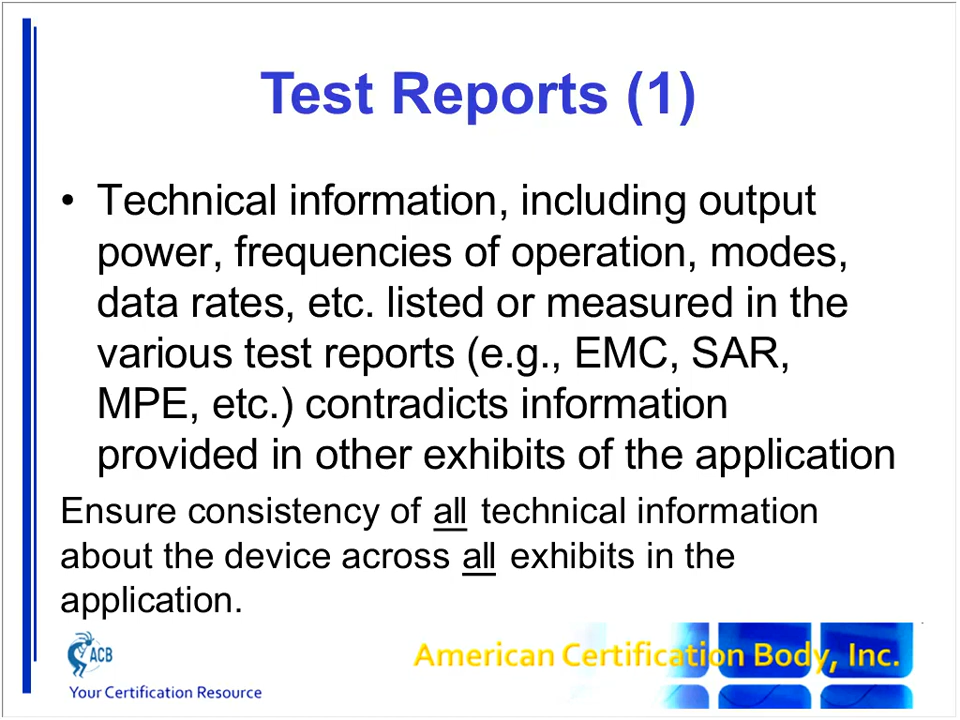 Test Reports (1)
• Technical information, including output
power, frequencies of operation, modes,
data rates, etc. listed or measured in the
various test reports (e.g., EMC, SAR,
MPE, etc.) contradicts information
provided in other exhibits of the application
Ensure consistency of all technical information
about the device across all exhibits in the
application.
ACB
American Certification Body, Inc.
Your Certification Resource